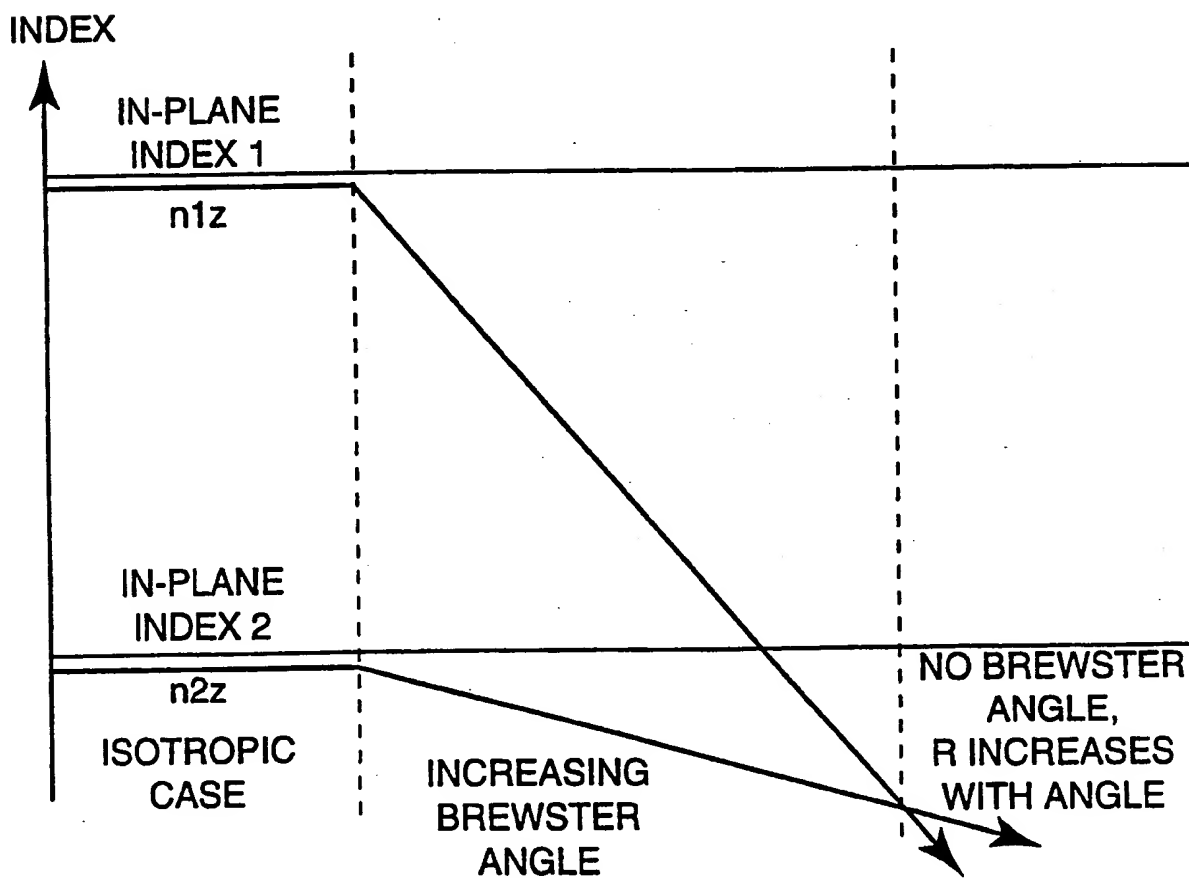 INDEX
IN-PLANE
INDEX 1
n1z
IN-PLANE
INDEX 2
n2z
ISOTROPIC
CASE
INCREASING
BREWSTER
ANGLE
NO BREWSTER
ANGLE,
R INCREASES
WITH ANGLE